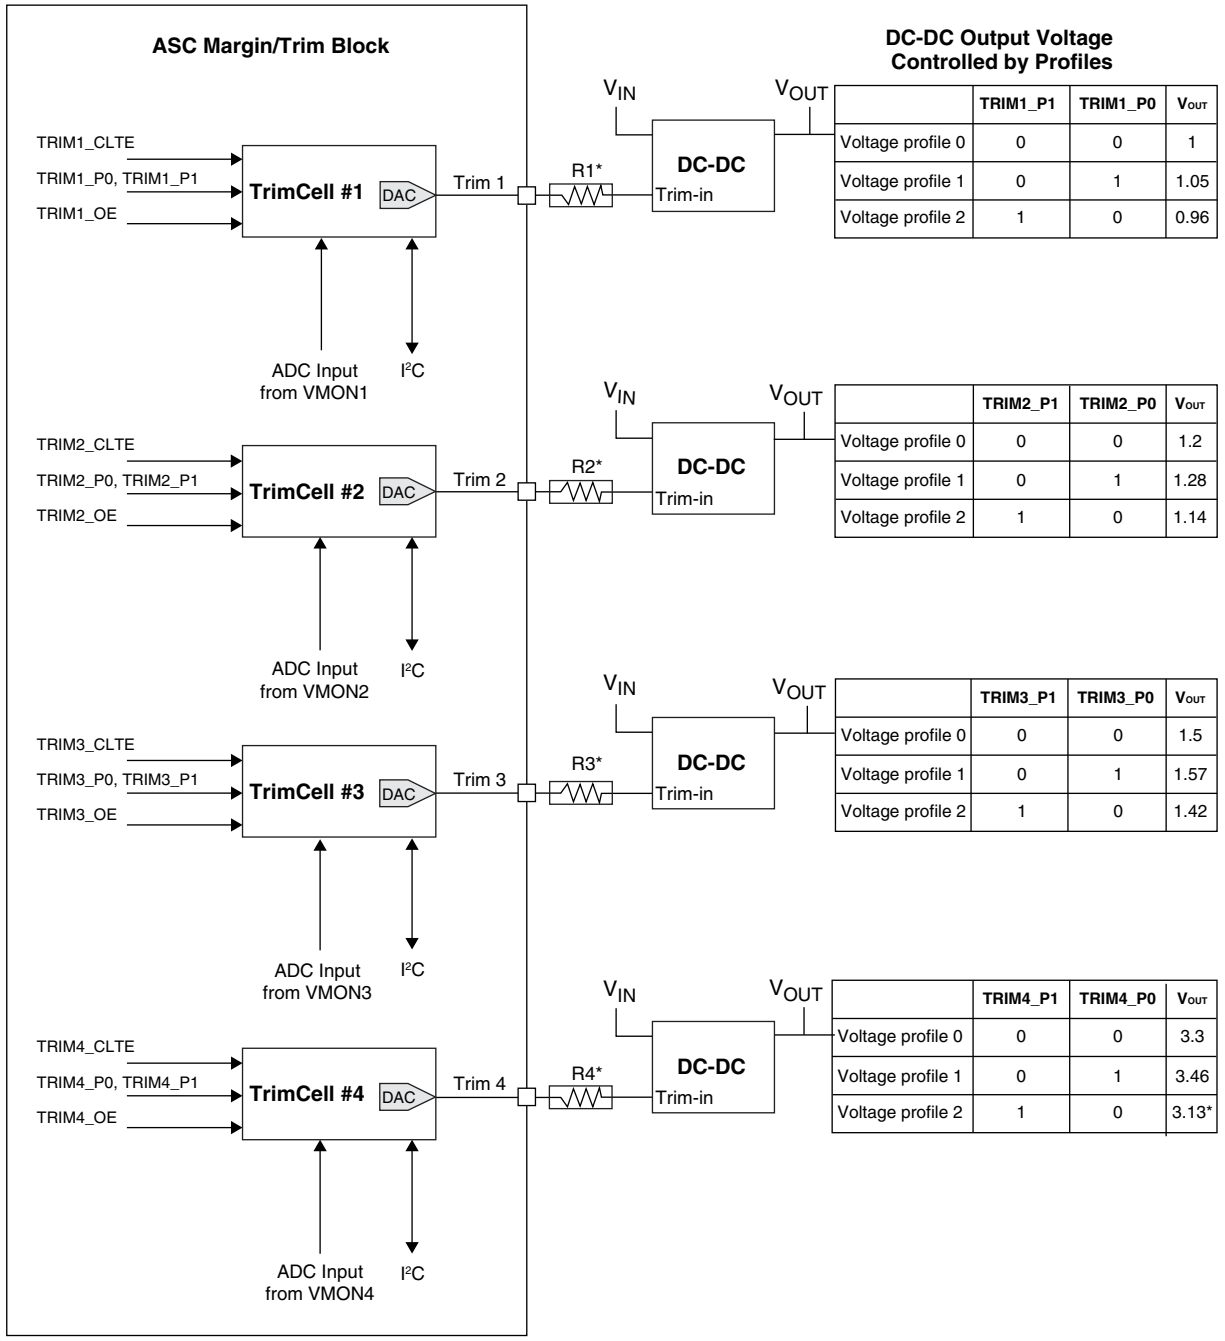 ASC Margin/Trim Block
DC-DC Output Voltage
Controlled by Profiles
TRIM1_CLTE
TRIM1_P0, TRIM1_P1
TRIM1_OE
TrimCell #1
DAC
Trim 1
R1*
VIN
DC-DC
Trim-in
VOUT
ADC Input
from VMON1
I²C
TRIM1_P1 TRIM1_P0 VOUT
Voltage profile 0 0 0 1
Voltage profile 1 0 1 1.05
Voltage profile 2 1 0 0.96
TRIM2_CLTE
TRIM2_P0, TRIM2_P1
TRIM2_OE
TrimCell #2
DAC
Trim 2
R2*
VIN
DC-DC
Trim-in
VOUT
ADC Input
from VMON2
I²C
TRIM2_P1 TRIM2_P0 VOUT
Voltage profile 0 0 0 1.2
Voltage profile 1 0 1 1.28
Voltage profile 2 1 0 1.14
TRIM3_CLTE
TRIM3_P0, TRIM3_P1
TRIM3_OE
TrimCell #3
DAC
Trim 3
R3*
VIN
DC-DC
Trim-in
VOUT
ADC Input
from VMON3
I²C
TRIM3_P1 TRIM3_P0 VOUT
Voltage profile 0 0 0 1.5
Voltage profile 1 0 1 1.57
Voltage profile 2 1 0 1.42
TRIM4_CLTE
TRIM4_P0, TRIM4_P1
TRIM4_OE
TrimCell #4
DAC
Trim 4
R4*
VIN
DC-DC
Trim-in
VOUT
ADC Input
from VMON4
I²C
TRIM4_P1 TRIM4_P0 VOUT
Voltage profile 0 0 0 3.3
Voltage profile 1 0 1 3.46
Voltage profile 2 1 0 3.13*